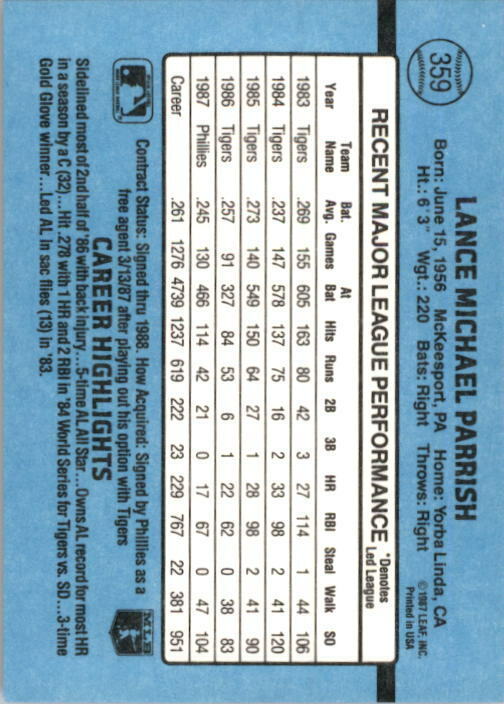 359
LANCE MICHAEL PARRISH
Born: June 15, 1956 McKeesport, PA Home: Yorba Linda, CA
Ht.: 6' 3" Wgt.: 220 Bats: Right Throws: Right
©1987 LEAF, INC.
Printed in USA
RECENT MAJOR LEAGUE PERFORMANCE *Denotes Led League
Year Team Name Bat. Avg. Games At Bat Hits Runs 2B 3B HR RBI Steal Walk SO
1983 Tigers .269 155 605 163 80 42 3 27 114 1 44 106
1984 Tigers .237 147 578 137 75 16 2 33 98 2 41 120
1985 Tigers .273 140 549 150 64 27 1 28 98 2 41 90
1986 Tigers .257 91 327 84 53 6 1 22 62 0 38 83
1987 Phillies .245 130 466 114 42 21 0 17 67 0 47 104
Career .261 1276 4739 1237 619 222 23 229 767 22 381 951
Contract Status: Signed thru 1988. How Acquired: Signed by Phillies as a
free agent 3/13/87 after playing out his option with Tigers
MLB
CAREER HIGHLIGHTS
Sidelined most of 2nd half of '86 with back injury...5-time AL All Star...Owns AL record for most HR
in a season by a C (32)...Hit .278 with 1 HR and 2 RBI in '84 World Series for Tigers vs. SD...3-time
Gold Glove winner...Led AL in sac flies (13) in '83.